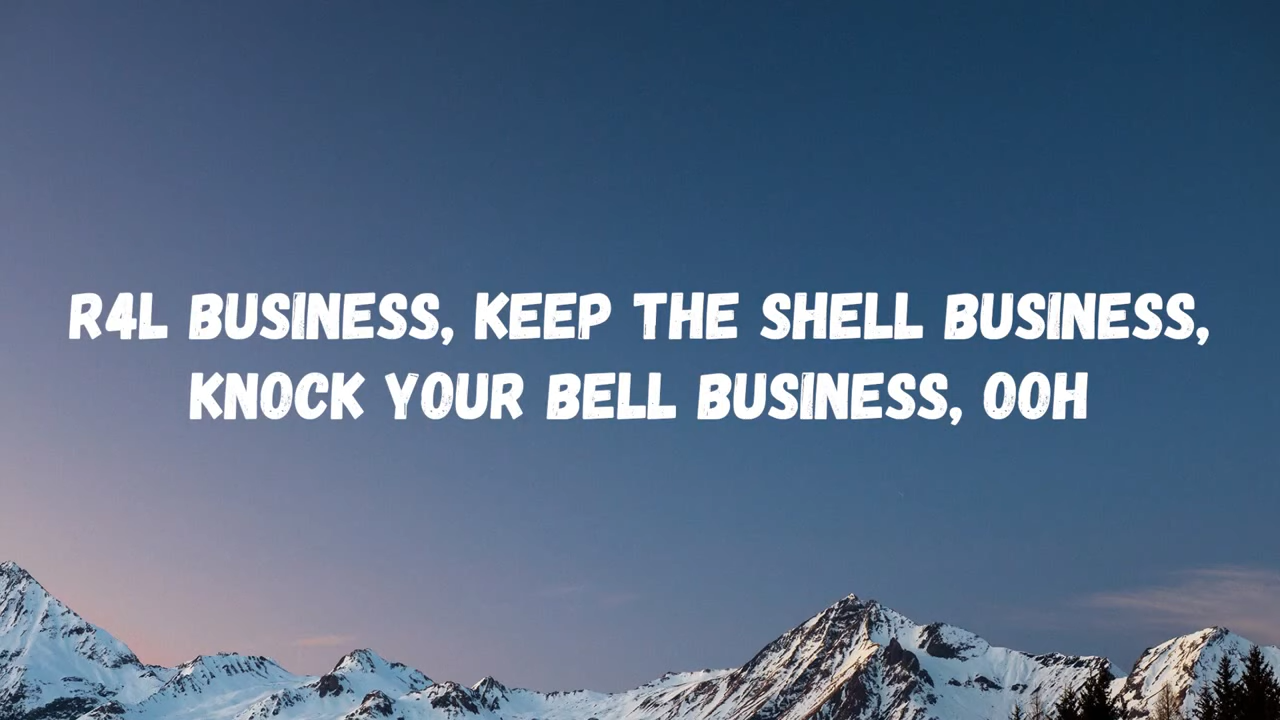 R4L BUSINESS, KEEP THE SHELL BUSINESS,
KNOCK YOUR BELL BUSINESS, OOH